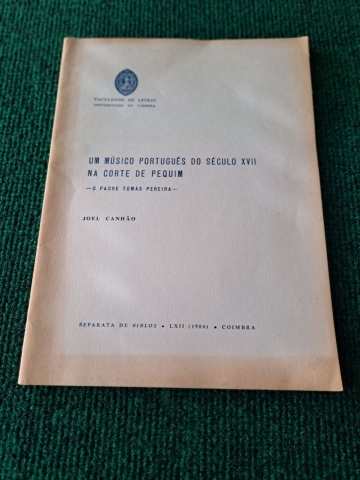 FACULDADE DE LETRAS
UNIVERSIDADE DE COIMBRA
UM MÚSICO PORTUGUÊS DO SÉCULO XVII
NA CORTE DE PEQUIM
—O PADRE TOMÁS PEREIRA—
JOEL CANHÃO
SEPARATA DE BIBLOS • LXII (1986) • COIMBRA